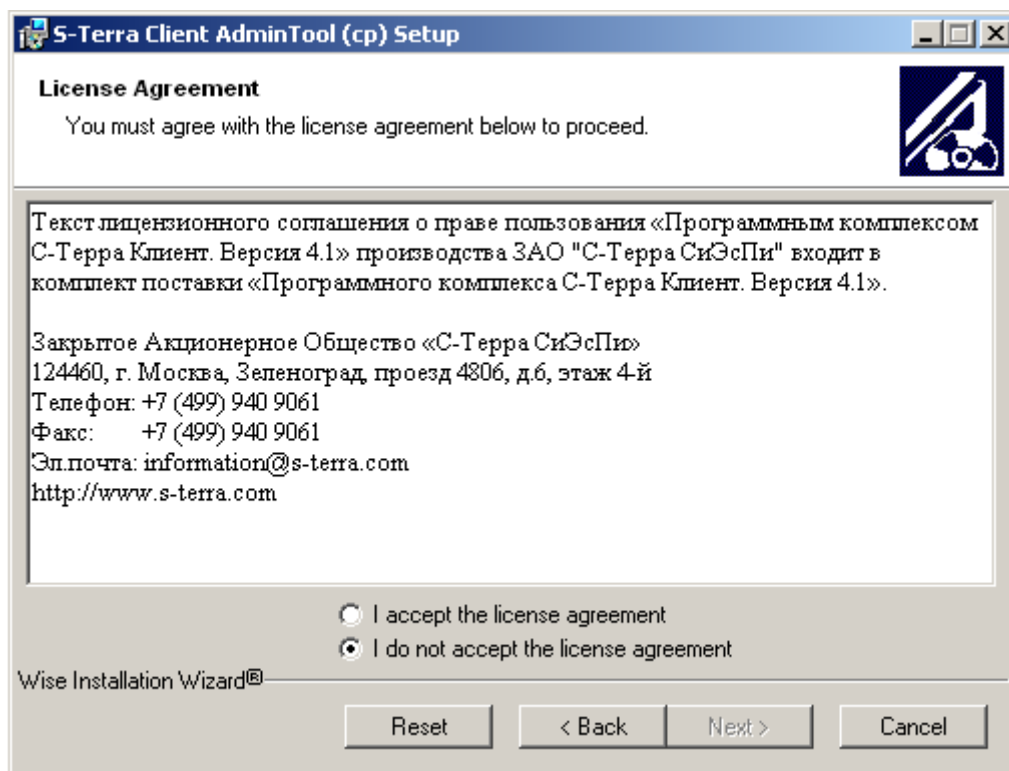 S-Terra Client AdminTool (cp) Setup
License Agreement
You must agree with the license agreement below to proceed.
Текст лицензионного соглашения о праве пользования «Программным комплексом
С-Терра Клиент. Версия 4.1» производства ЗАО "С-Терра СиЭсПи" входит в
комплект поставки «Программного комплекса С-Терра Клиент. Версия 4.1».
Закрытое Акционерное Общество «С-Терра СиЭсПи»
124460, г. Москва, Зеленоград, проезд 4806, д.6, этаж 4-й
Телефон: +7 (499) 940 9061
Факс: +7 (499) 940 9061
Эл.почта: information@s-terra.com
http://www.s-terra.com
I accept the license agreement
I do not accept the license agreement
Wise Installation Wizard®
Reset < Back Next > Cancel